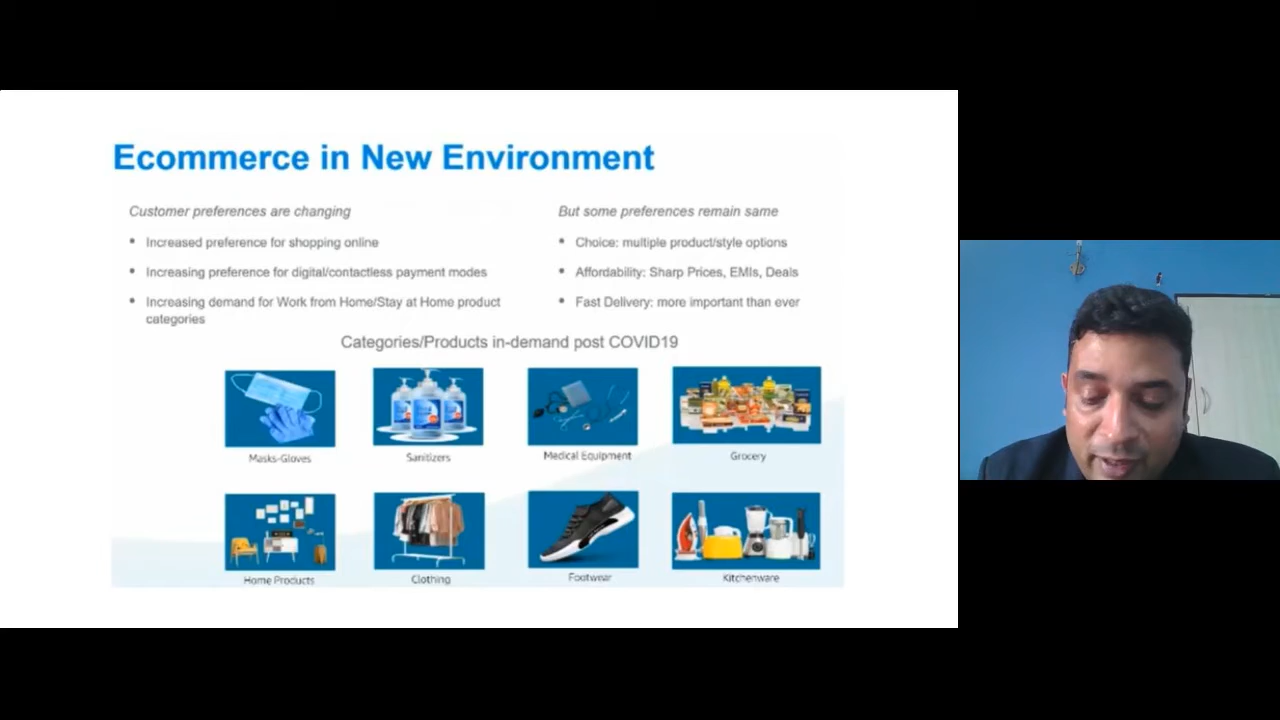 Ecommerce in New Environment
Customer preferences are changing
• Increased preference for shopping online
• Increasing preference for digital/contactless payment modes
• Increasing demand for Work from Home/Stay at Home product
categories
But some preferences remain same
• Choice: multiple product/style options
• Affordability: Sharp Prices, EMIs, Deals
• Fast Delivery: more important than ever
Categories/Products in-demand post COVID19
Masks-Gloves
Sanitizers
Medical Equipment
Grocery
Home Products
Clothing
Footwear
Kitchenware